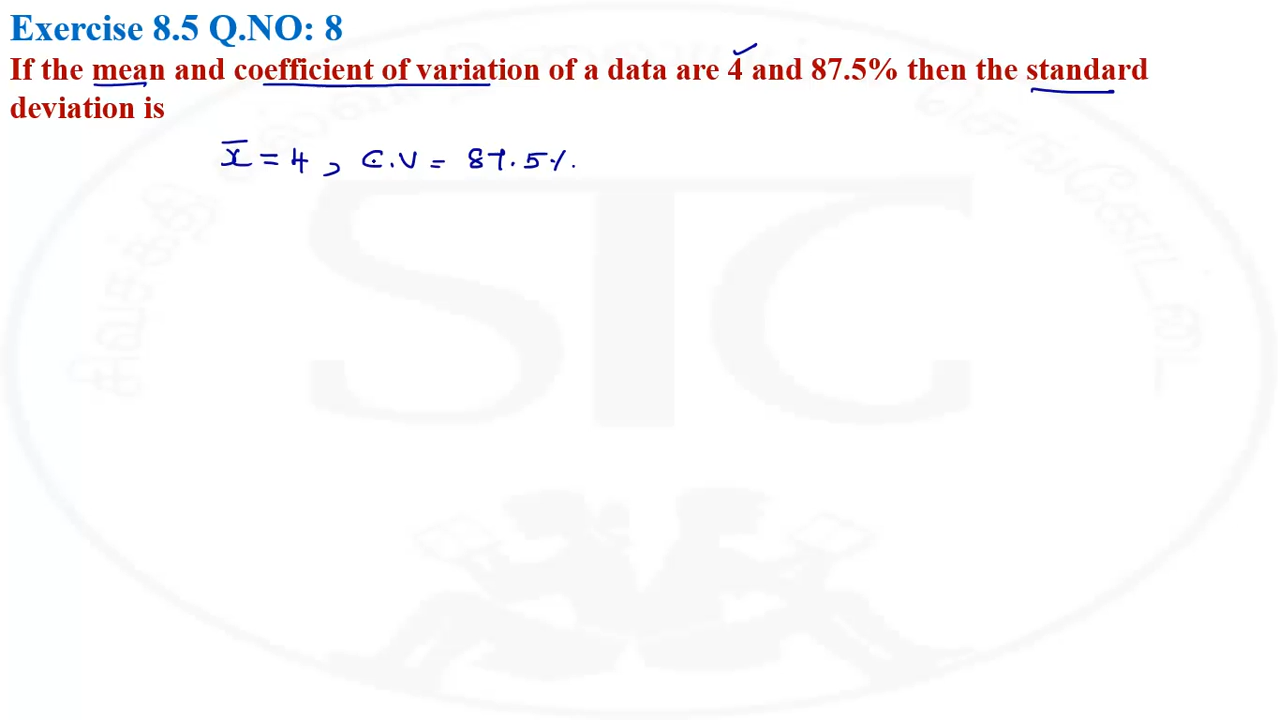 Exercise 8.5 Q.NO: 8
If the mean and coefficient of variation of a data are 4 and 87.5% then the standard
deviation is
x̅ = 4 , C.V = 87.5%
STC